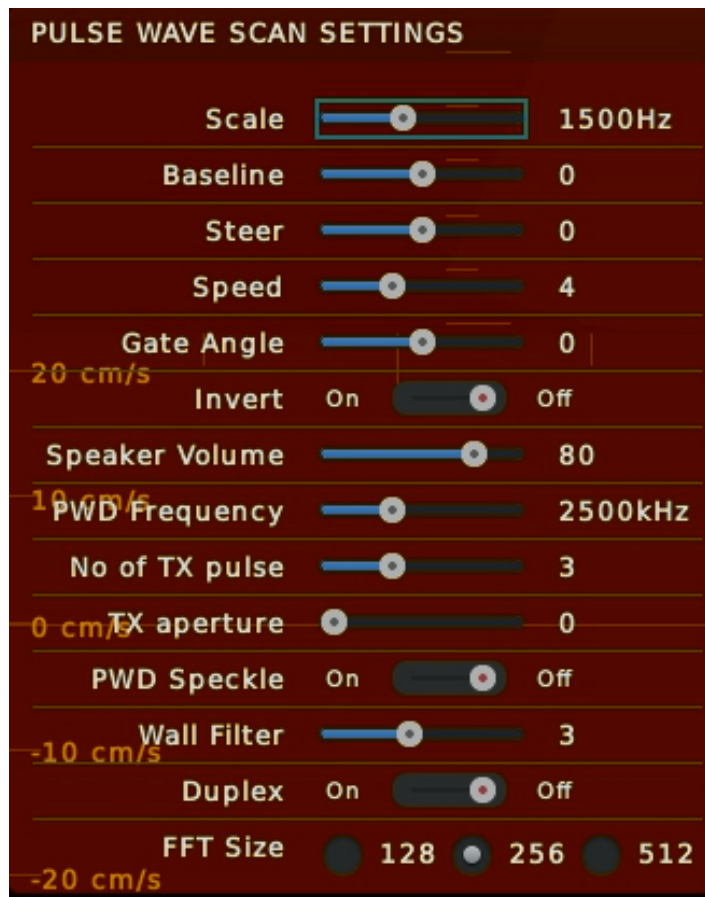 PULSE WAVE SCAN SETTINGS
Scale 1500Hz
Baseline 0
Steer 0
Speed 4
Gate Angle 0
20 cm/s
Invert On Off
Speaker Volume 80
10 cm/s
PWD Frequency 2500kHz
No of TX pulse 3
0 cm/s
TX aperture 0
PWD Speckle On Off
Wall Filter 3
-10 cm/s
Duplex On Off
FFT Size 128 256 512
-20 cm/s